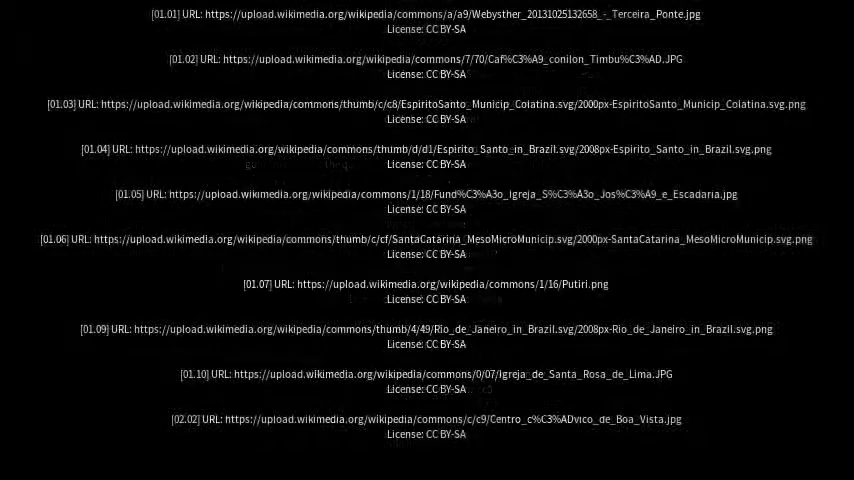 [01.01] URL: https://upload.wikimedia.org/wikipedia/commons/a/a9/Webysther_20131025132658_-_Terceira_Ponte.jpg
License: CC BY-SA
[01.02] URL: https://upload.wikimedia.org/wikipedia/commons/7/70/Caf%C3%A9_conilon_Timbu%C3%AD.JPG
License: CC BY-SA
[01.03] URL: https://upload.wikimedia.org/wikipedia/commons/thumb/c/c8/EspiritoSanto_Municip_Colatina.svg/2000px-EspiritoSanto_Municip_Colatina.svg.png
License: CC BY-SA
[01.04] URL: https://upload.wikimedia.org/wikipedia/commons/thumb/d/d1/Espirito_Santo_in_Brazil.svg/2008px-Espirito_Santo_in_Brazil.svg.png
License: CC BY-SA
[01.05] URL: https://upload.wikimedia.org/wikipedia/commons/1/18/Fund%C3%A3o_Igreja_S%C3%A3o_Jos%C3%A9_e_Escadaria.jpg
License: CC BY-SA
[01.06] URL: https://upload.wikimedia.org/wikipedia/commons/thumb/c/cf/SantaCatarina_MesoMicroMunicip.svg/2000px-SantaCatarina_MesoMicroMunicip.svg.png
License: CC BY-SA
[01.07] URL: https://upload.wikimedia.org/wikipedia/commons/1/16/Putiri.png
License: CC BY-SA
[01.09] URL: https://upload.wikimedia.org/wikipedia/commons/thumb/4/49/Rio_de_Janeiro_in_Brazil.svg/2008px-Rio_de_Janeiro_in_Brazil.svg.png
License: CC BY-SA
[01.10] URL: https://upload.wikimedia.org/wikipedia/commons/0/07/Igreja_de_Santa_Rosa_de_Lima.JPG
License: CC BY-SA
[02.02] URL: https://upload.wikimedia.org/wikipedia/commons/c/c9/Centro_c%C3%ADvico_de_Boa_Vista.jpg
License: CC BY-SA